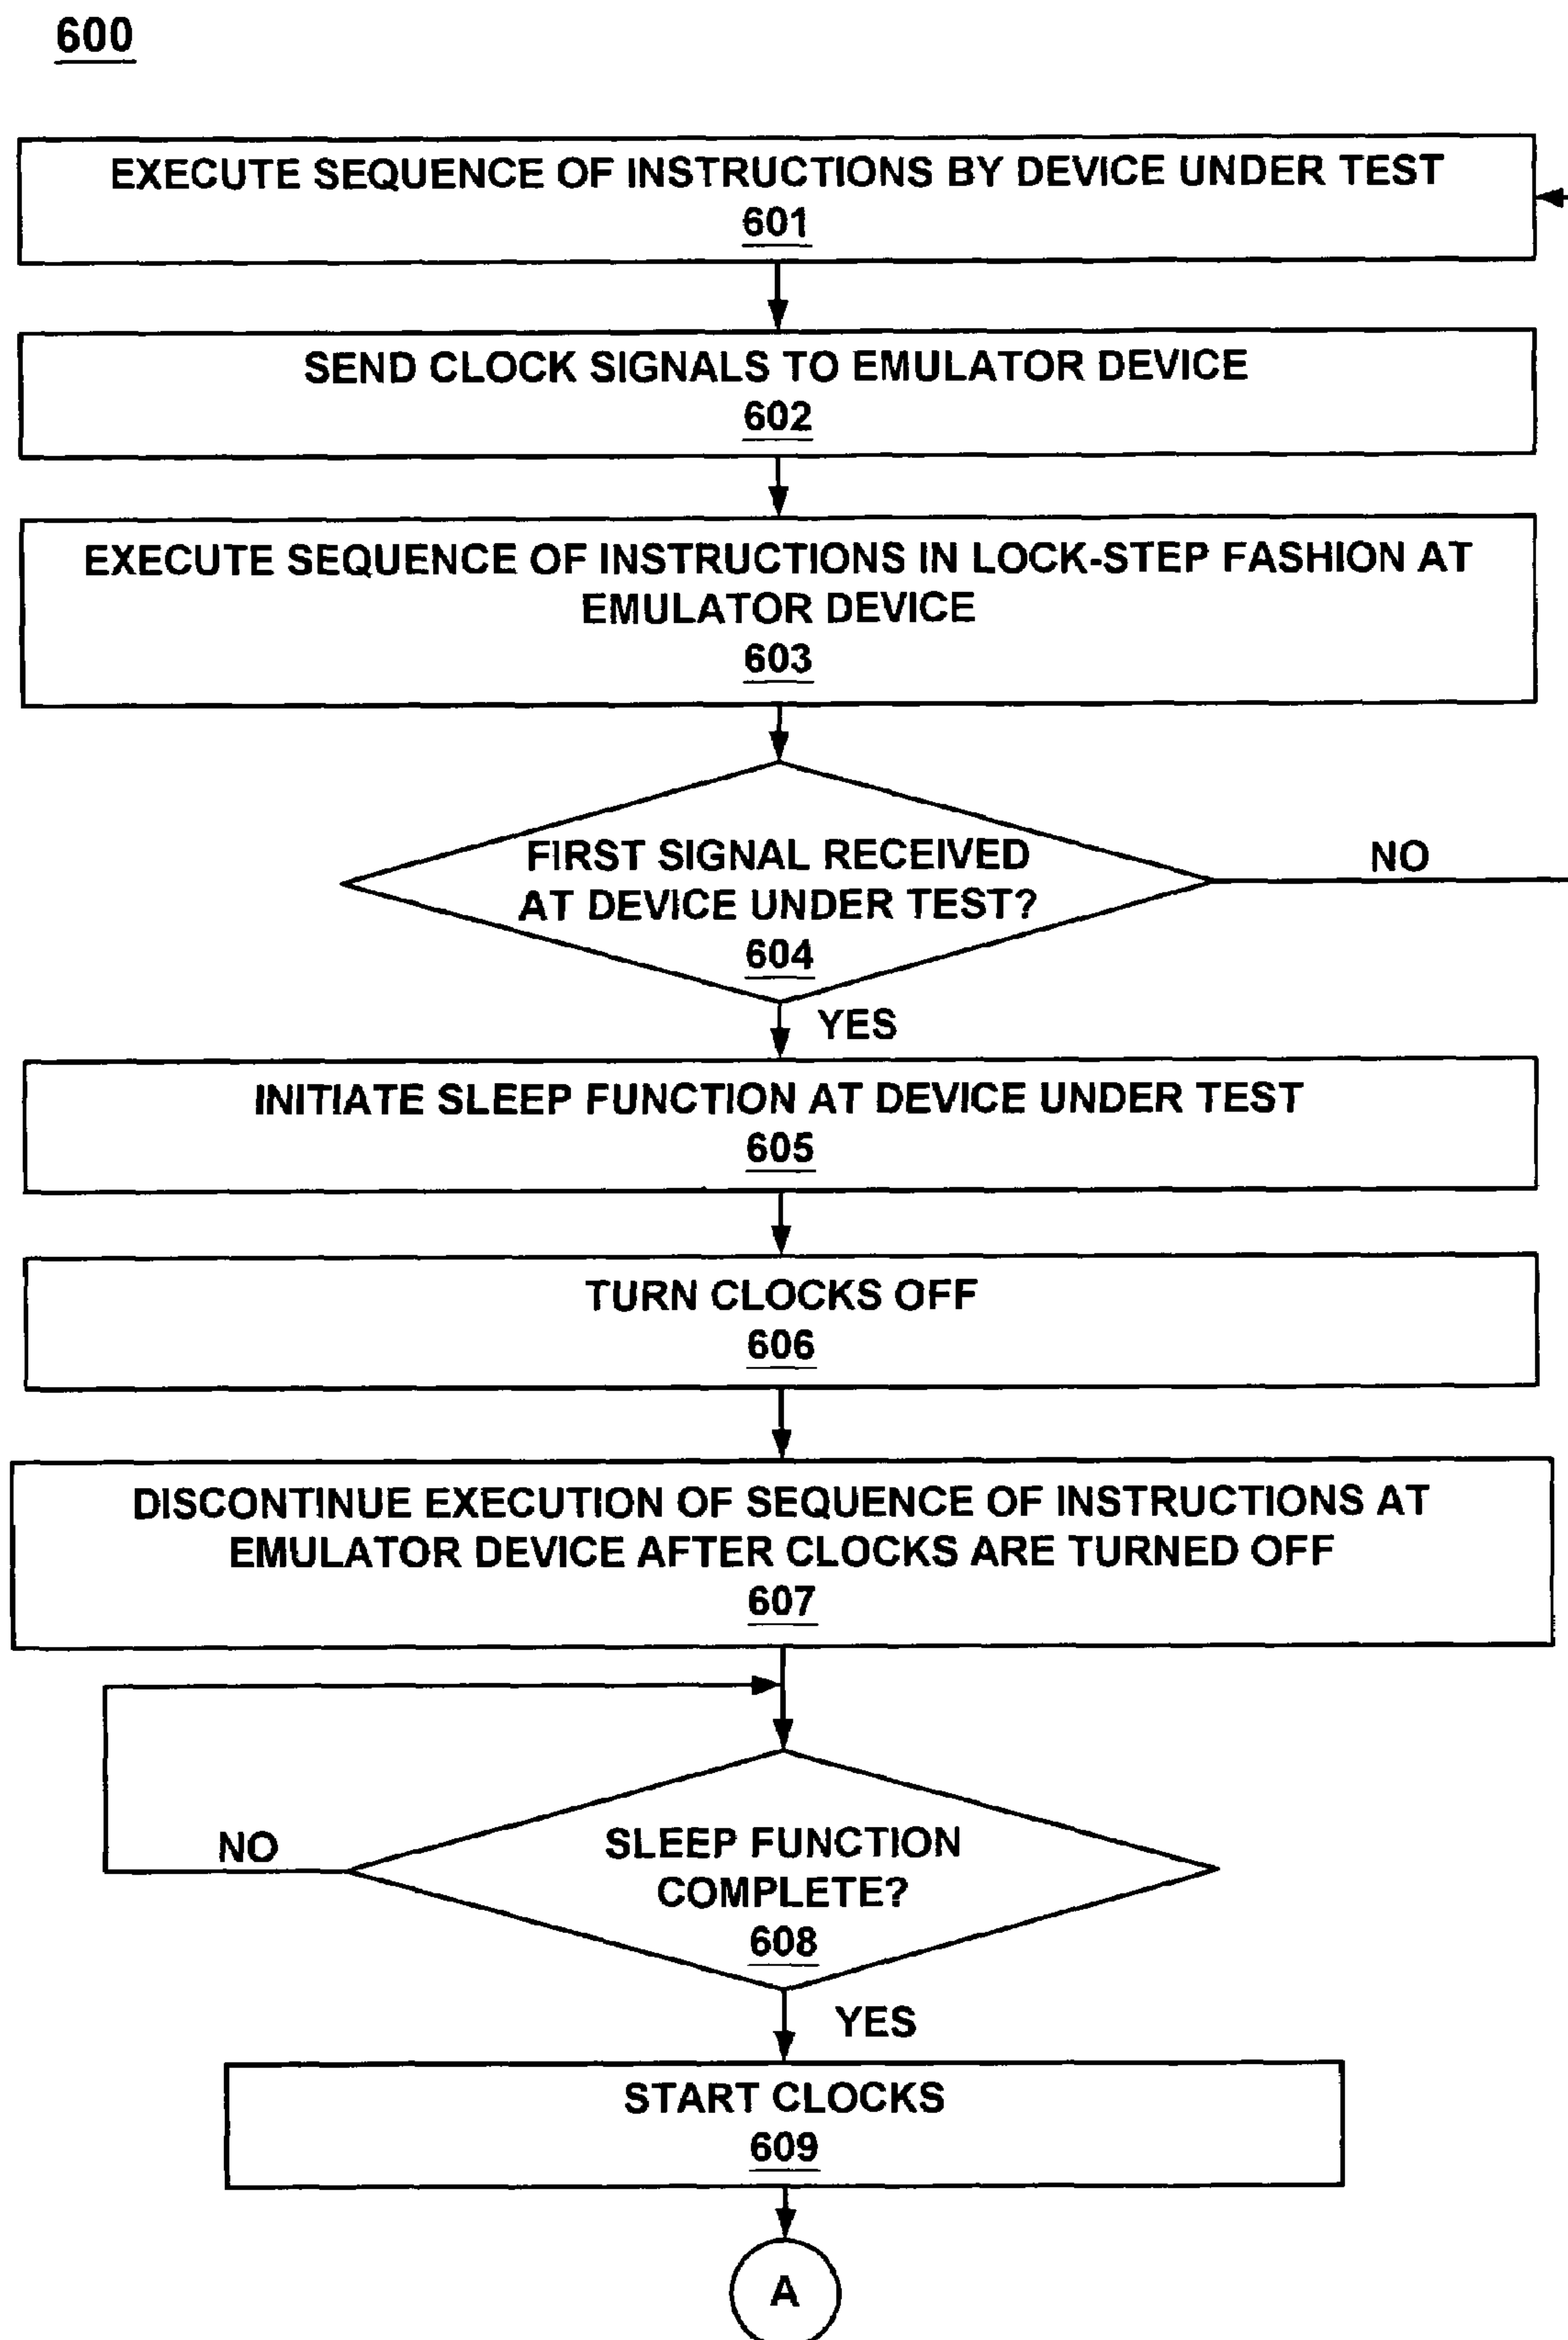 600
EXECUTE SEQUENCE OF INSTRUCTIONS BY DEVICE UNDER TEST
601
SEND CLOCK SIGNALS TO EMULATOR DEVICE
602
EXECUTE SEQUENCE OF INSTRUCTIONS IN LOCK-STEP FASHION AT
EMULATOR DEVICE
603
FIRST SIGNAL RECEIVED
AT DEVICE UNDER TEST?
604
NO
YES
INITIATE SLEEP FUNCTION AT DEVICE UNDER TEST
605
TURN CLOCKS OFF
606
DISCONTINUE EXECUTION OF SEQUENCE OF INSTRUCTIONS AT
EMULATOR DEVICE AFTER CLOCKS ARE TURNED OFF
607
NO
SLEEP FUNCTION
COMPLETE?
608
YES
START CLOCKS
609
A